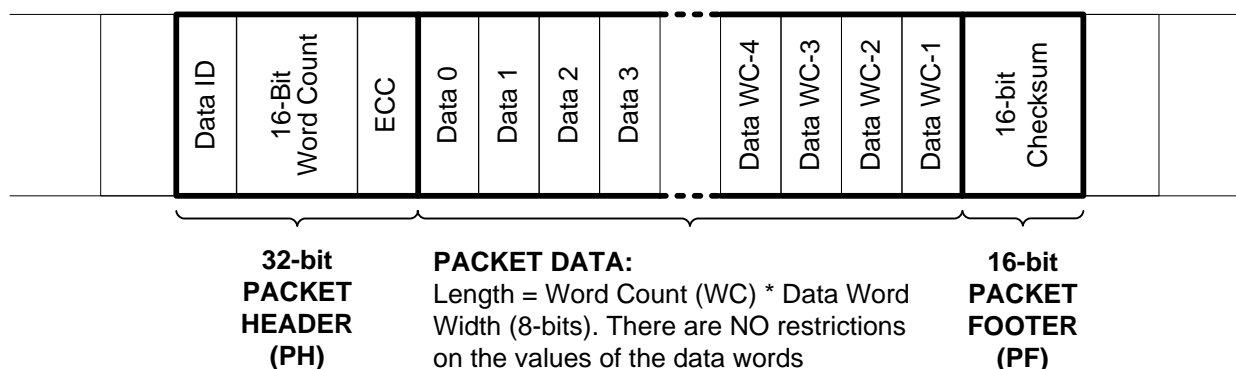 Data ID
16-Bit
Word Count
ECC
Data 0
Data 1
Data 2
Data 3
Data WC-4
Data WC-3
Data WC-2
Data WC-1
16-bit
Checksum
32-bit
PACKET
HEADER
(PH)
PACKET DATA:
Length = Word Count (WC) * Data Word
Width (8-bits). There are NO restrictions
on the values of the data words
16-bit
PACKET
FOOTER
(PF)